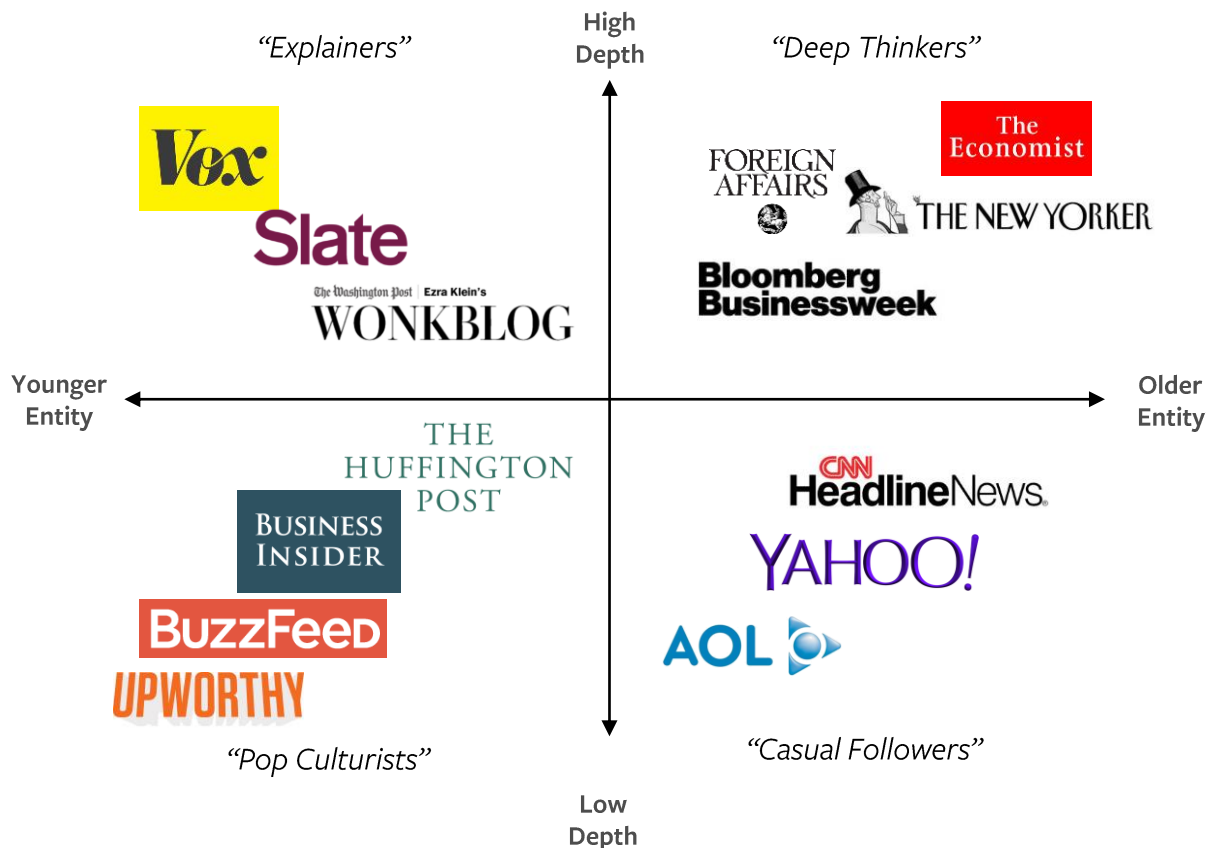 High
Depth
“Explainers”
“Deep Thinkers”
Vox
The
Economist
FOREIGN
AFFAIRS
THE NEW YORKER
Slate
Bloomberg
Businessweek
The Washington Post | Ezra Klein's
WONKBLOG
Younger
Entity
Older
Entity
THE
HUFFINGTON
POST
CNN
HeadlineNews®
BUSINESS
INSIDER
YAHOO!
BUZZFEED
AOL
UPWORTHY
“Pop Culturists”
“Casual Followers”
Low
Depth